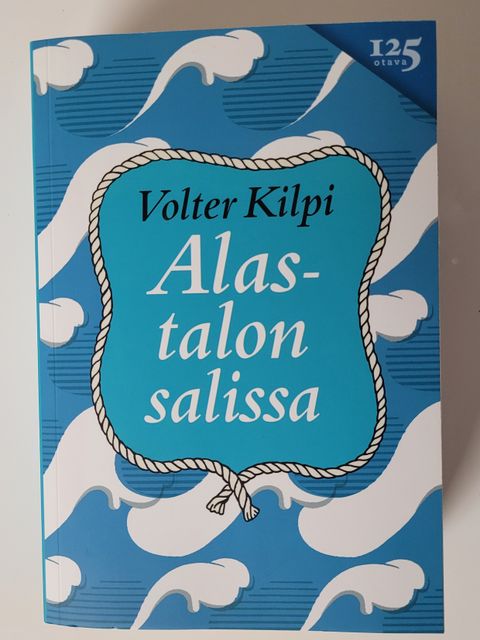 125
otava
Volter Kilpi
Alas-
talon
salissa